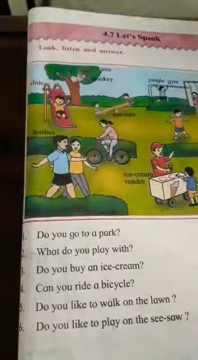 4.7 Let's Speak
Look, listen and answer.
slide
jungle gym
see-saw
bushes
ice-cream
vendor
1. Do you go to a park?
2. What do you play with?
3. Do you buy an ice-cream?
4. Can you ride a bicycle?
5. Do you like to walk on the lawn ?
6. Do you like to play on the see-saw ?